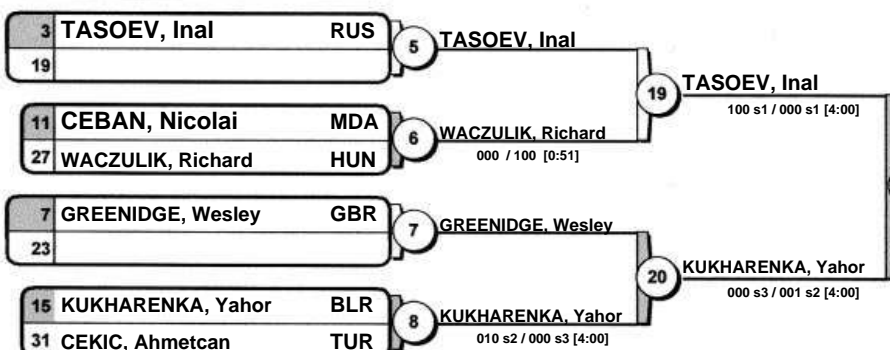 3 TASOEV, Inal RUS
19
5 TASOEV, Inal
11 CEBAN, Nicolai MDA
27 WACZULIK, Richard HUN
6 WACZULIK, Richard
000 / 100 [0:51]
19 TASOEV, Inal
100 s1 / 000 s1 [4:00]
7 GREENIDGE, Wesley GBR
23
7 GREENIDGE, Wesley
15 KUKHARENKA, Yahor BLR
31 CEKIC, Ahmetcan TUR
8 KUKHARENKA, Yahor
010 s2 / 000 s3 [4:00]
20 KUKHARENKA, Yahor
000 s3 / 001 s2 [4:00]